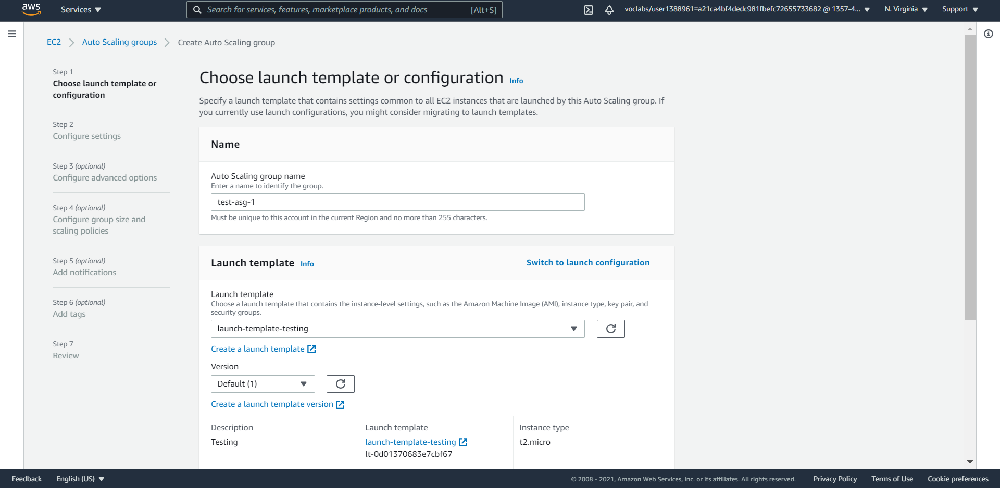 aws
Services
Search for services, features, marketplace products, and docs [Alt+S]
voclabs/user1388961=a21ca4bf4dedc981fbefc72655733682 @ 1357-4...
N. Virginia
Support
EC2
Auto Scaling groups
Create Auto Scaling group
Step 1
Choose launch template or
configuration
Step 2
Configure settings
Step 3 (optional)
Configure advanced options
Step 4 (optional)
Configure group size and
scaling policies
Step 5 (optional)
Add notifications
Step 6 (optional)
Add tags
Step 7
Review
Choose launch template or configuration Info
Specify a launch template that contains settings common to all EC2 instances that are launched by this Auto Scaling group. If
you currently use launch configurations, you might consider migrating to launch templates.
Name
Auto Scaling group name
Enter a name to identify the group.
test-asg-1
Must be unique to this account in the current Region and no more than 255 characters.
Launch template Info
Switch to launch configuration
Launch template
Choose a launch template that contains the instance-level settings, such as the Amazon Machine Image (AMI), instance type, key pair, and
security groups.
launch-template-testing
Create a launch template
Version
Default (1)
Create a launch template version
Description
Testing
Launch template
launch-template-testing
lt-0d01370683e7cbf67
Instance type
t2.micro
Feedback
English (US)
© 2008 - 2021, Amazon Web Services, Inc. or its affiliates. All rights reserved.
Privacy Policy
Terms of Use
Cookie preferences